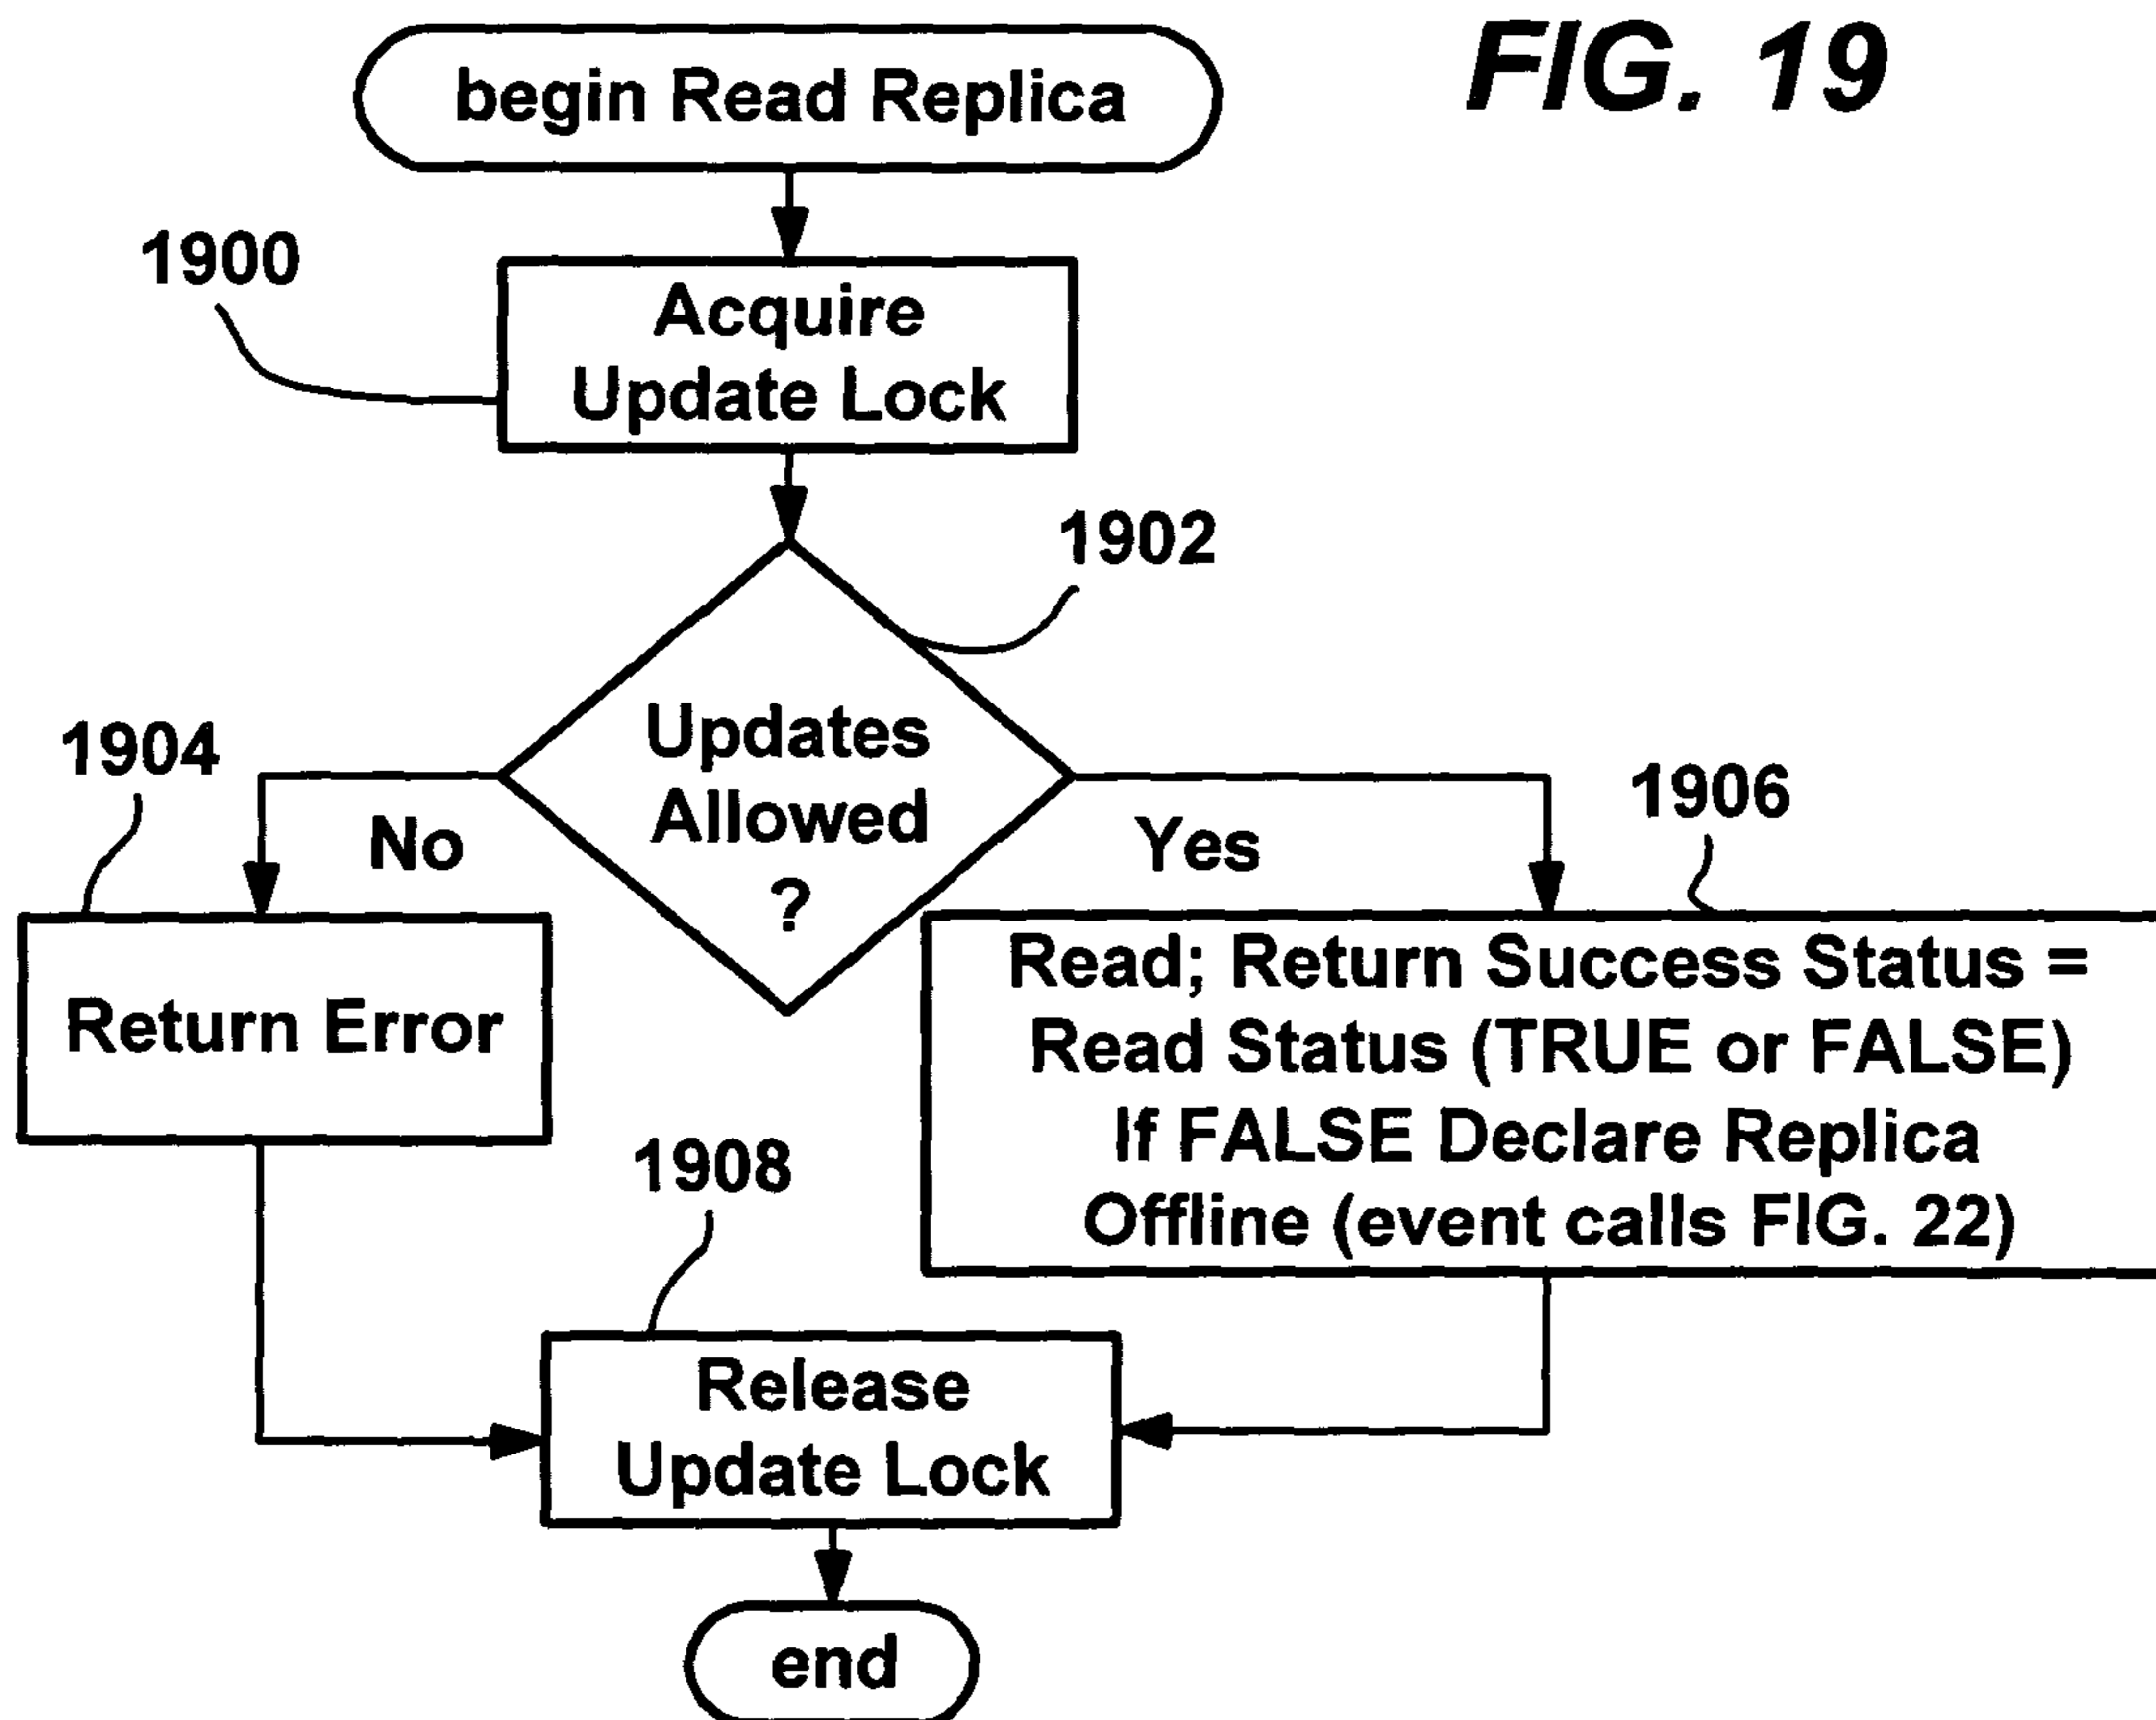 FIG. 19
begin Read Replica
1900
Acquire
Update Lock
1902
Updates
Allowed
?
1904
No
Yes
1906
Return Error
Read; Return Success Status =
Read Status (TRUE or FALSE)
If FALSE Declare Replica
Offline (event calls FIG. 22)
1908
Release
Update Lock
end